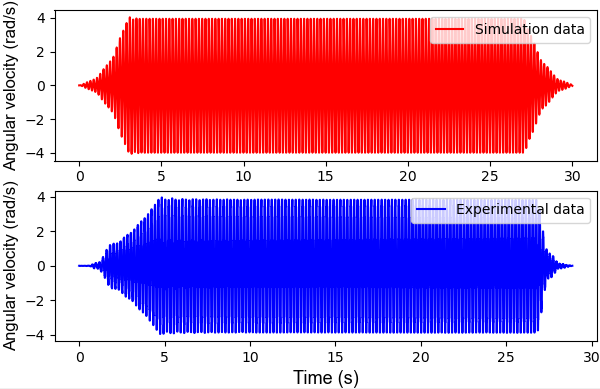 Angular velocity (rad/s)
4
2
0
−2
−4
Simulation data
0 5 10 15 20 25 30
Angular velocity (rad/s)
4
2
0
−2
−4
Experimental data
0 5 10 15 20 25 30
Time (s)